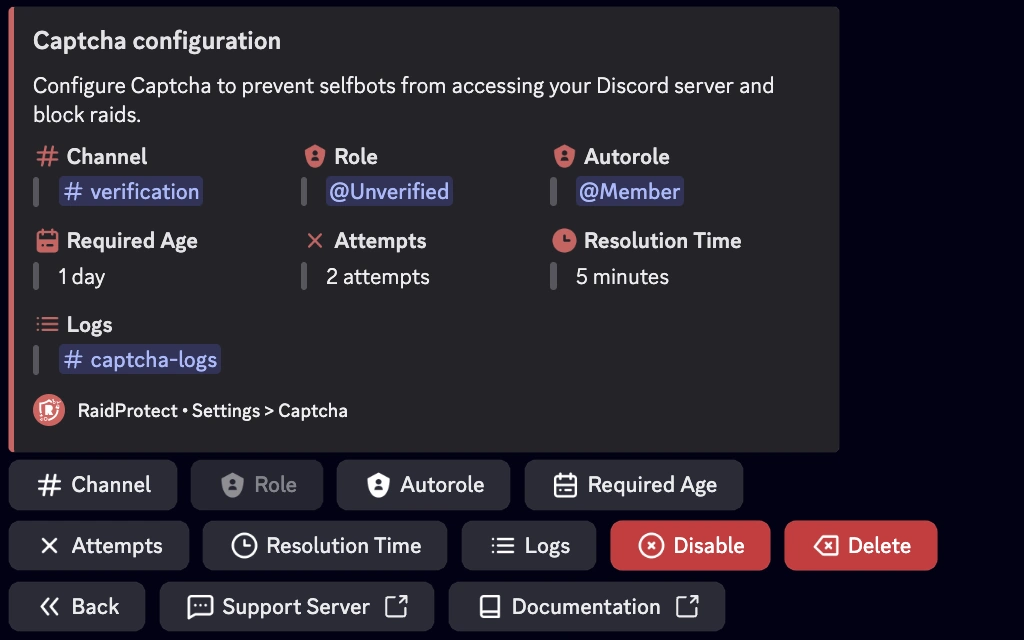 Captcha configuration
Configure Captcha to prevent selfbots from accessing your Discord server and
block raids.
Channel Role Autorole
# verification @Unverified @Member
Required Age Attempts Resolution Time
1 day 2 attempts 5 minutes
Logs
# captcha-logs
RaidProtect • Settings > Captcha
Channel Role Autorole Required Age
Attempts Resolution Time Logs Disable Delete
Back Support Server Documentation